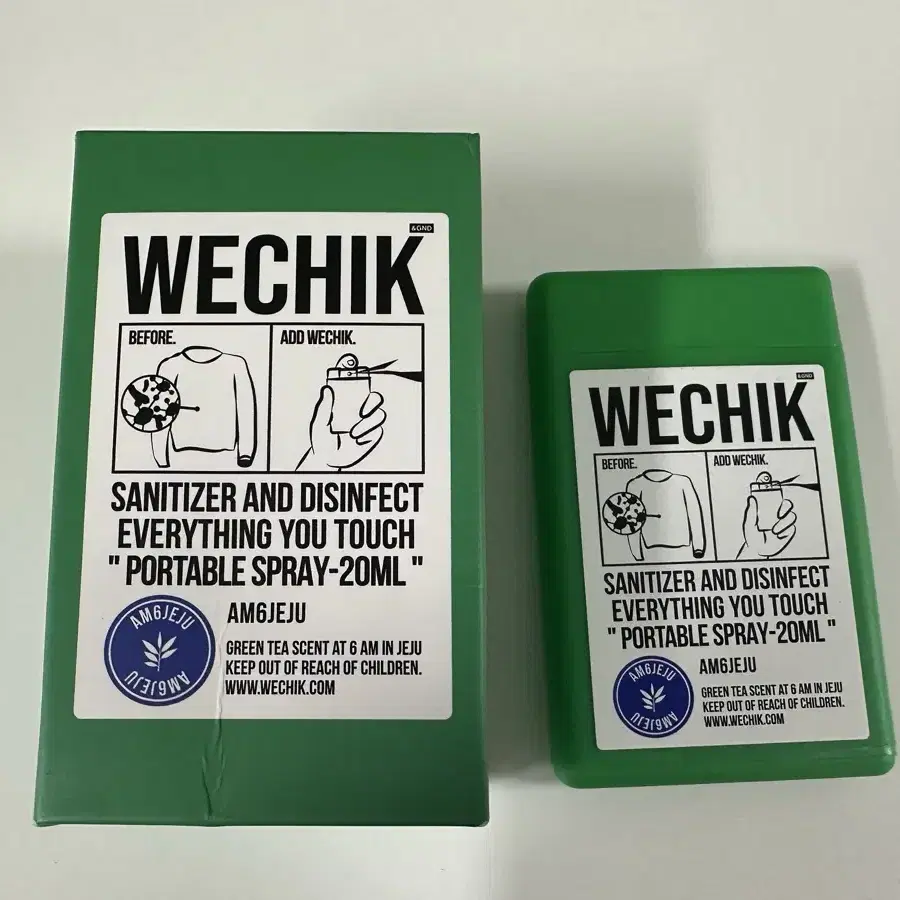 &GND
WECHIK
BEFORE.
ADD WECHIK.
SANITIZER AND DISINFECT
EVERYTHING YOU TOUCH
" PORTABLE SPRAY-20ML "
AM6JEJU
AM6JEJU
AM6JEJU
GREEN TEA SCENT AT 6 AM IN JEJU
KEEP OUT OF REACH OF CHILDREN.
WWW.WECHIK.COM
&GND
WECHIK
BEFORE.
ADD WECHIK.
SANITIZER AND DISINFECT
EVERYTHING YOU TOUCH
" PORTABLE SPRAY-20ML "
AM6JEJU
AM6JEJU
AM6JEJU
GREEN TEA SCENT AT 6 AM IN JEJU
KEEP OUT OF REACH OF CHILDREN.
WWW.WECHIK.COM